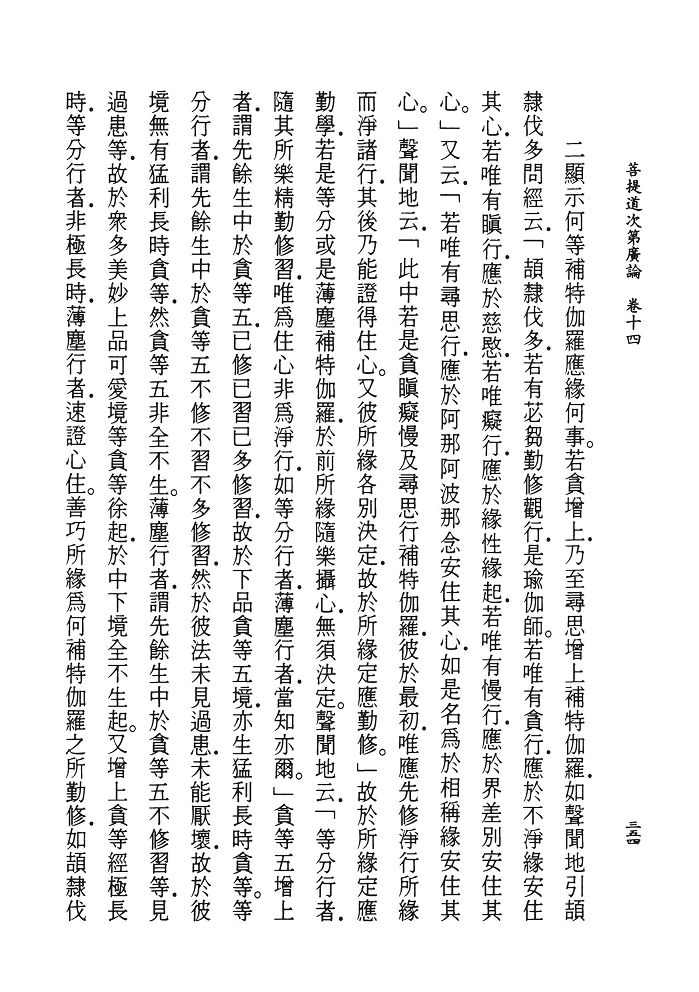 菩提道次第廣論　卷十四
三五四
二顯示何等補特伽羅應緣何事。若貪增上．乃至尋思增上補特伽羅．如聲聞地引頡
隸伐多問經云．「頡隸伐多．若有苾芻勤修觀行．是瑜伽師。若唯有貪行．應於不淨緣安住
其心．若唯有瞋行．應於慈愍．若唯癡行．應於緣性緣起．若唯有慢行．應於界差別安住其
心。」又云．「若唯有尋思行．應於阿那阿波那念安住其心．如是名爲於相稱緣安住其
心。」聲聞地云．「此中若是貪瞋癡慢及尋思行補特伽羅．彼於最初．唯應先修淨行所緣
而淨諸行．其後乃能證得住心。又彼所緣各別決定．故於所緣定應勤修。」故於所緣定應
勤學．若是等分或是薄塵補特伽羅．於前所緣隨樂攝心．無須決定。聲聞地云．「等分行者．
隨其所樂精勤修習．唯爲住心非爲淨行．如等分行者．薄塵行者．當知亦爾。」貪等五增上
者．謂先餘生中於貪等五．已修已習已多修習．故於下品貪等五境．亦生猛利長時貪等。等
分行者．謂先餘生中於貪等五不修不習不多修習．然於彼法未見過患．未能厭壞．故於彼
境無有猛利長時貪等．然貪等五非全不生。薄塵行者．謂先餘生中於貪等五不修習等．見
過患等．故於衆多美妙上品可愛境等貪等徐起．於中下境全不生起。又增上貪等經極長
時．等分行者．非極長時．薄塵行者．速證心住。善巧所緣爲何補特伽羅之所勤修．如頡隸伐